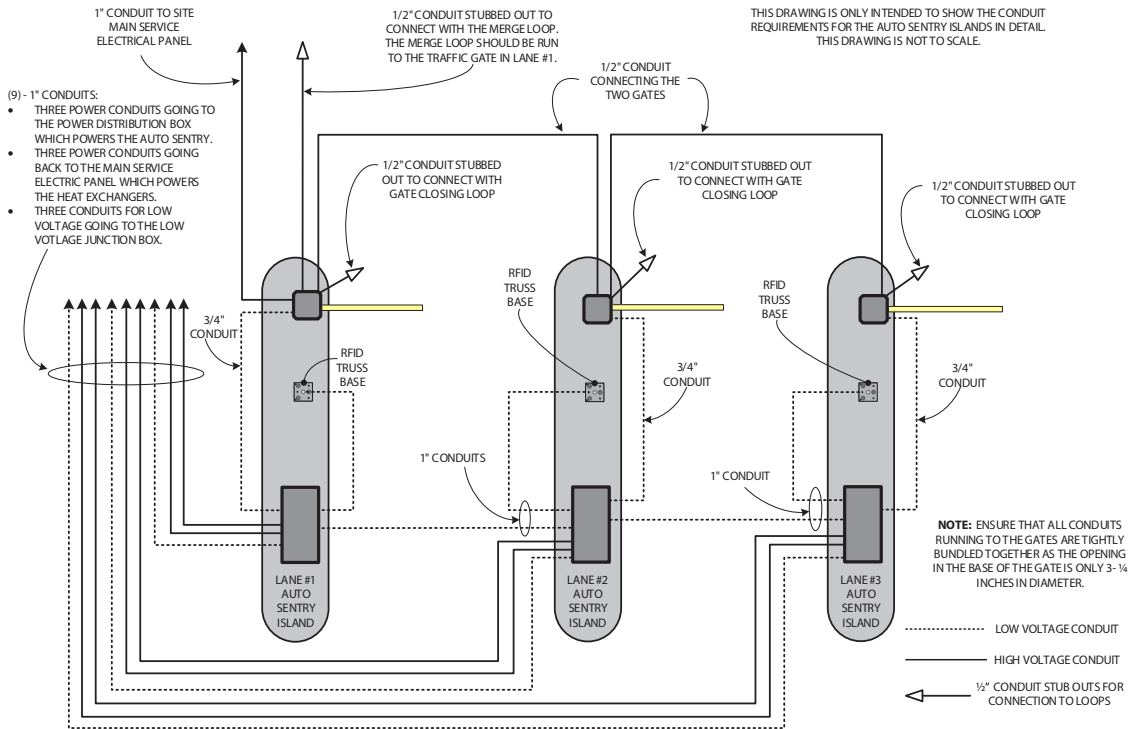 1" CONDUIT TO SITE
MAIN SERVICE
ELECTRICAL PANEL
1/2" CONDUIT STUBBED OUT TO
CONNECT WITH THE MERGE LOOP.
THE MERGE LOOP SHOULD BE RUN
TO THE TRAFFIC GATE IN LANE #1.
THIS DRAWING IS ONLY INTENDED TO SHOW THE CONDUIT
REQUIREMENTS FOR THE AUTO SENTRY ISLANDS IN DETAIL.
THIS DRAWING IS NOT TO SCALE.
1/2" CONDUIT
CONNECTING THE
TWO GATES
(9) - 1" CONDUITS:
• THREE POWER CONDUITS GOING TO
THE POWER DISTRIBUTION BOX
WHICH POWERS THE AUTO SENTRY.
• THREE POWER CONDUITS GOING
BACK TO THE MAIN SERVICE
ELECTRIC PANEL WHICH POWERS
THE HEAT EXCHANGERS.
• THREE CONDUITS FOR LOW
VOLTAGE GOING TO THE LOW
VOTLAGE JUNCTION BOX.
1/2" CONDUIT STUBBED
OUT TO CONNECT WITH
GATE CLOSING LOOP
1/2" CONDUIT STUBBED OUT
TO CONNECT WITH GATE
CLOSING LOOP
1/2" CONDUIT STUBBED OUT
TO CONNECT WITH GATE
CLOSING LOOP
3/4"
CONDUIT
RFID
TRUSS
BASE
RFID
TRUSS
BASE
3/4"
CONDUIT
RFID
TRUSS
BASE
3/4"
CONDUIT
1" CONDUITS
1" CONDUIT
LANE #1
AUTO
SENTRY
ISLAND
LANE #2
AUTO
SENTRY
ISLAND
LANE #3
AUTO
SENTRY
ISLAND
NOTE: ENSURE THAT ALL CONDUITS
RUNNING TO THE GATES ARE TIGHTLY
BUNDLED TOGETHER AS THE OPENING
IN THE BASE OF THE GATE IS ONLY 3- ¼
INCHES IN DIAMETER.
LOW VOLTAGE CONDUIT
HIGH VOLTAGE CONDUIT
½" CONDUIT STUB OUTS FOR
CONNECTION TO LOOPS